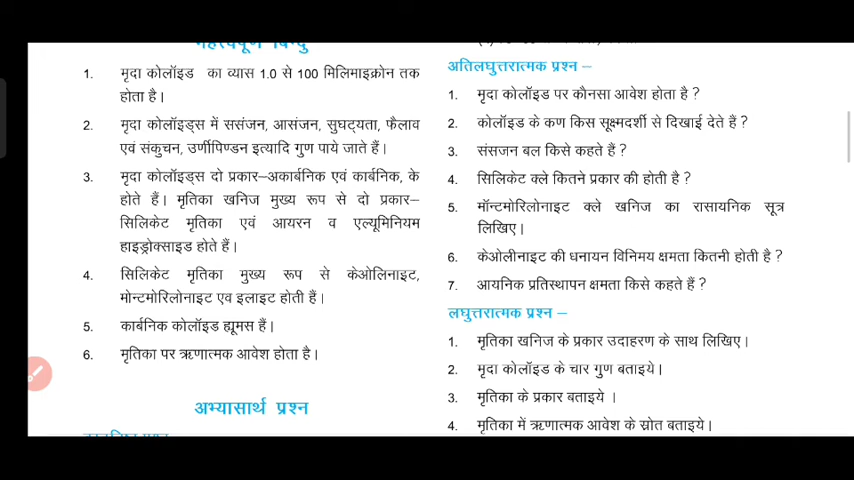 महत्त्वपूर्ण बिन्दु
1. मृदा कोलॉइड का व्यास 1.0 से 100 मिलिमाइक्रोन तक
होता है।
2. मृदा कोलॉइड्स में ससंजन, आसंजन, सुघट्यता, फैलाव
एवं संकुचन, उर्णीपिण्डन इत्यादि गुण पाये जाते हैं।
3. मृदा कोलॉइड्स दो प्रकार–अकार्बनिक एवं कार्बनिक, के
होते हैं। मृतिका खनिज मुख्य रूप से दो प्रकार–
सिलिकेट मृतिका एवं आयरन व एल्यूमिनियम
हाइड्रोक्साइड होते हैं।
4. सिलिकेट मृतिका मुख्य रूप से केओलिनाइट,
मोन्टमोरिलोनाइट एव इलाइट होती हैं।
5. कार्बनिक कोलॉइड ह्यूमस हैं।
6. मृतिका पर ऋणात्मक आवेश होता है।
अभ्यासार्थ प्रश्न
अतिलघुत्तरात्मक प्रश्न –
1. मृदा कोलॉइड पर कौनसा आवेश होता है ?
2. कोलॉइड के कण किस सूक्ष्मदर्शी से दिखाई देते हैं ?
3. संसजन बल किसे कहते हैं ?
4. सिलिकेट क्ले कितने प्रकार की होती है ?
5. मॉन्टमोरिलोनाइट क्ले खनिज का रासायनिक सूत्र
लिखिए।
6. केओलीनाइट की धनायन विनिमय क्षमता कितनी होती है ?
7. आयनिक प्रतिस्थापन क्षमता किसे कहते हैं ?
लघुत्तरात्मक प्रश्न –
1. मृतिका खनिज के प्रकार उदाहरण के साथ लिखिए।
2. मृदा कोलॉइड के चार गुण बताइये।
3. मृतिका के प्रकार बताइये ।
4. मृतिका में ऋणात्मक आवेश के स्रोत बताइये।